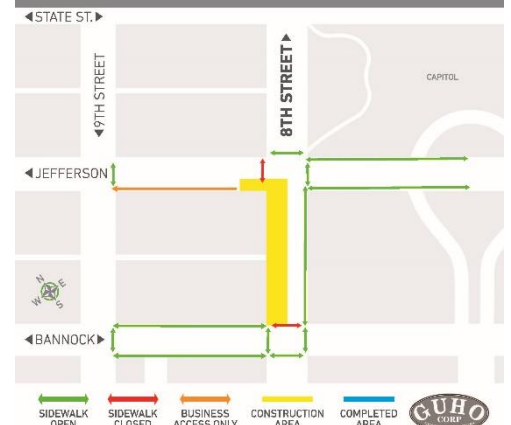 ◄STATE ST.►
◄9TH STREET
8TH STREET►
CAPITOL
◄JEFFERSON
N
E
W
S
◄BANNOCK►
SIDEWALK OPEN
SIDEWALK CLOSED
BUSINESS ACCESS ONLY
CONSTRUCTION AREA
COMPLETED AREA
GUHO
CORP